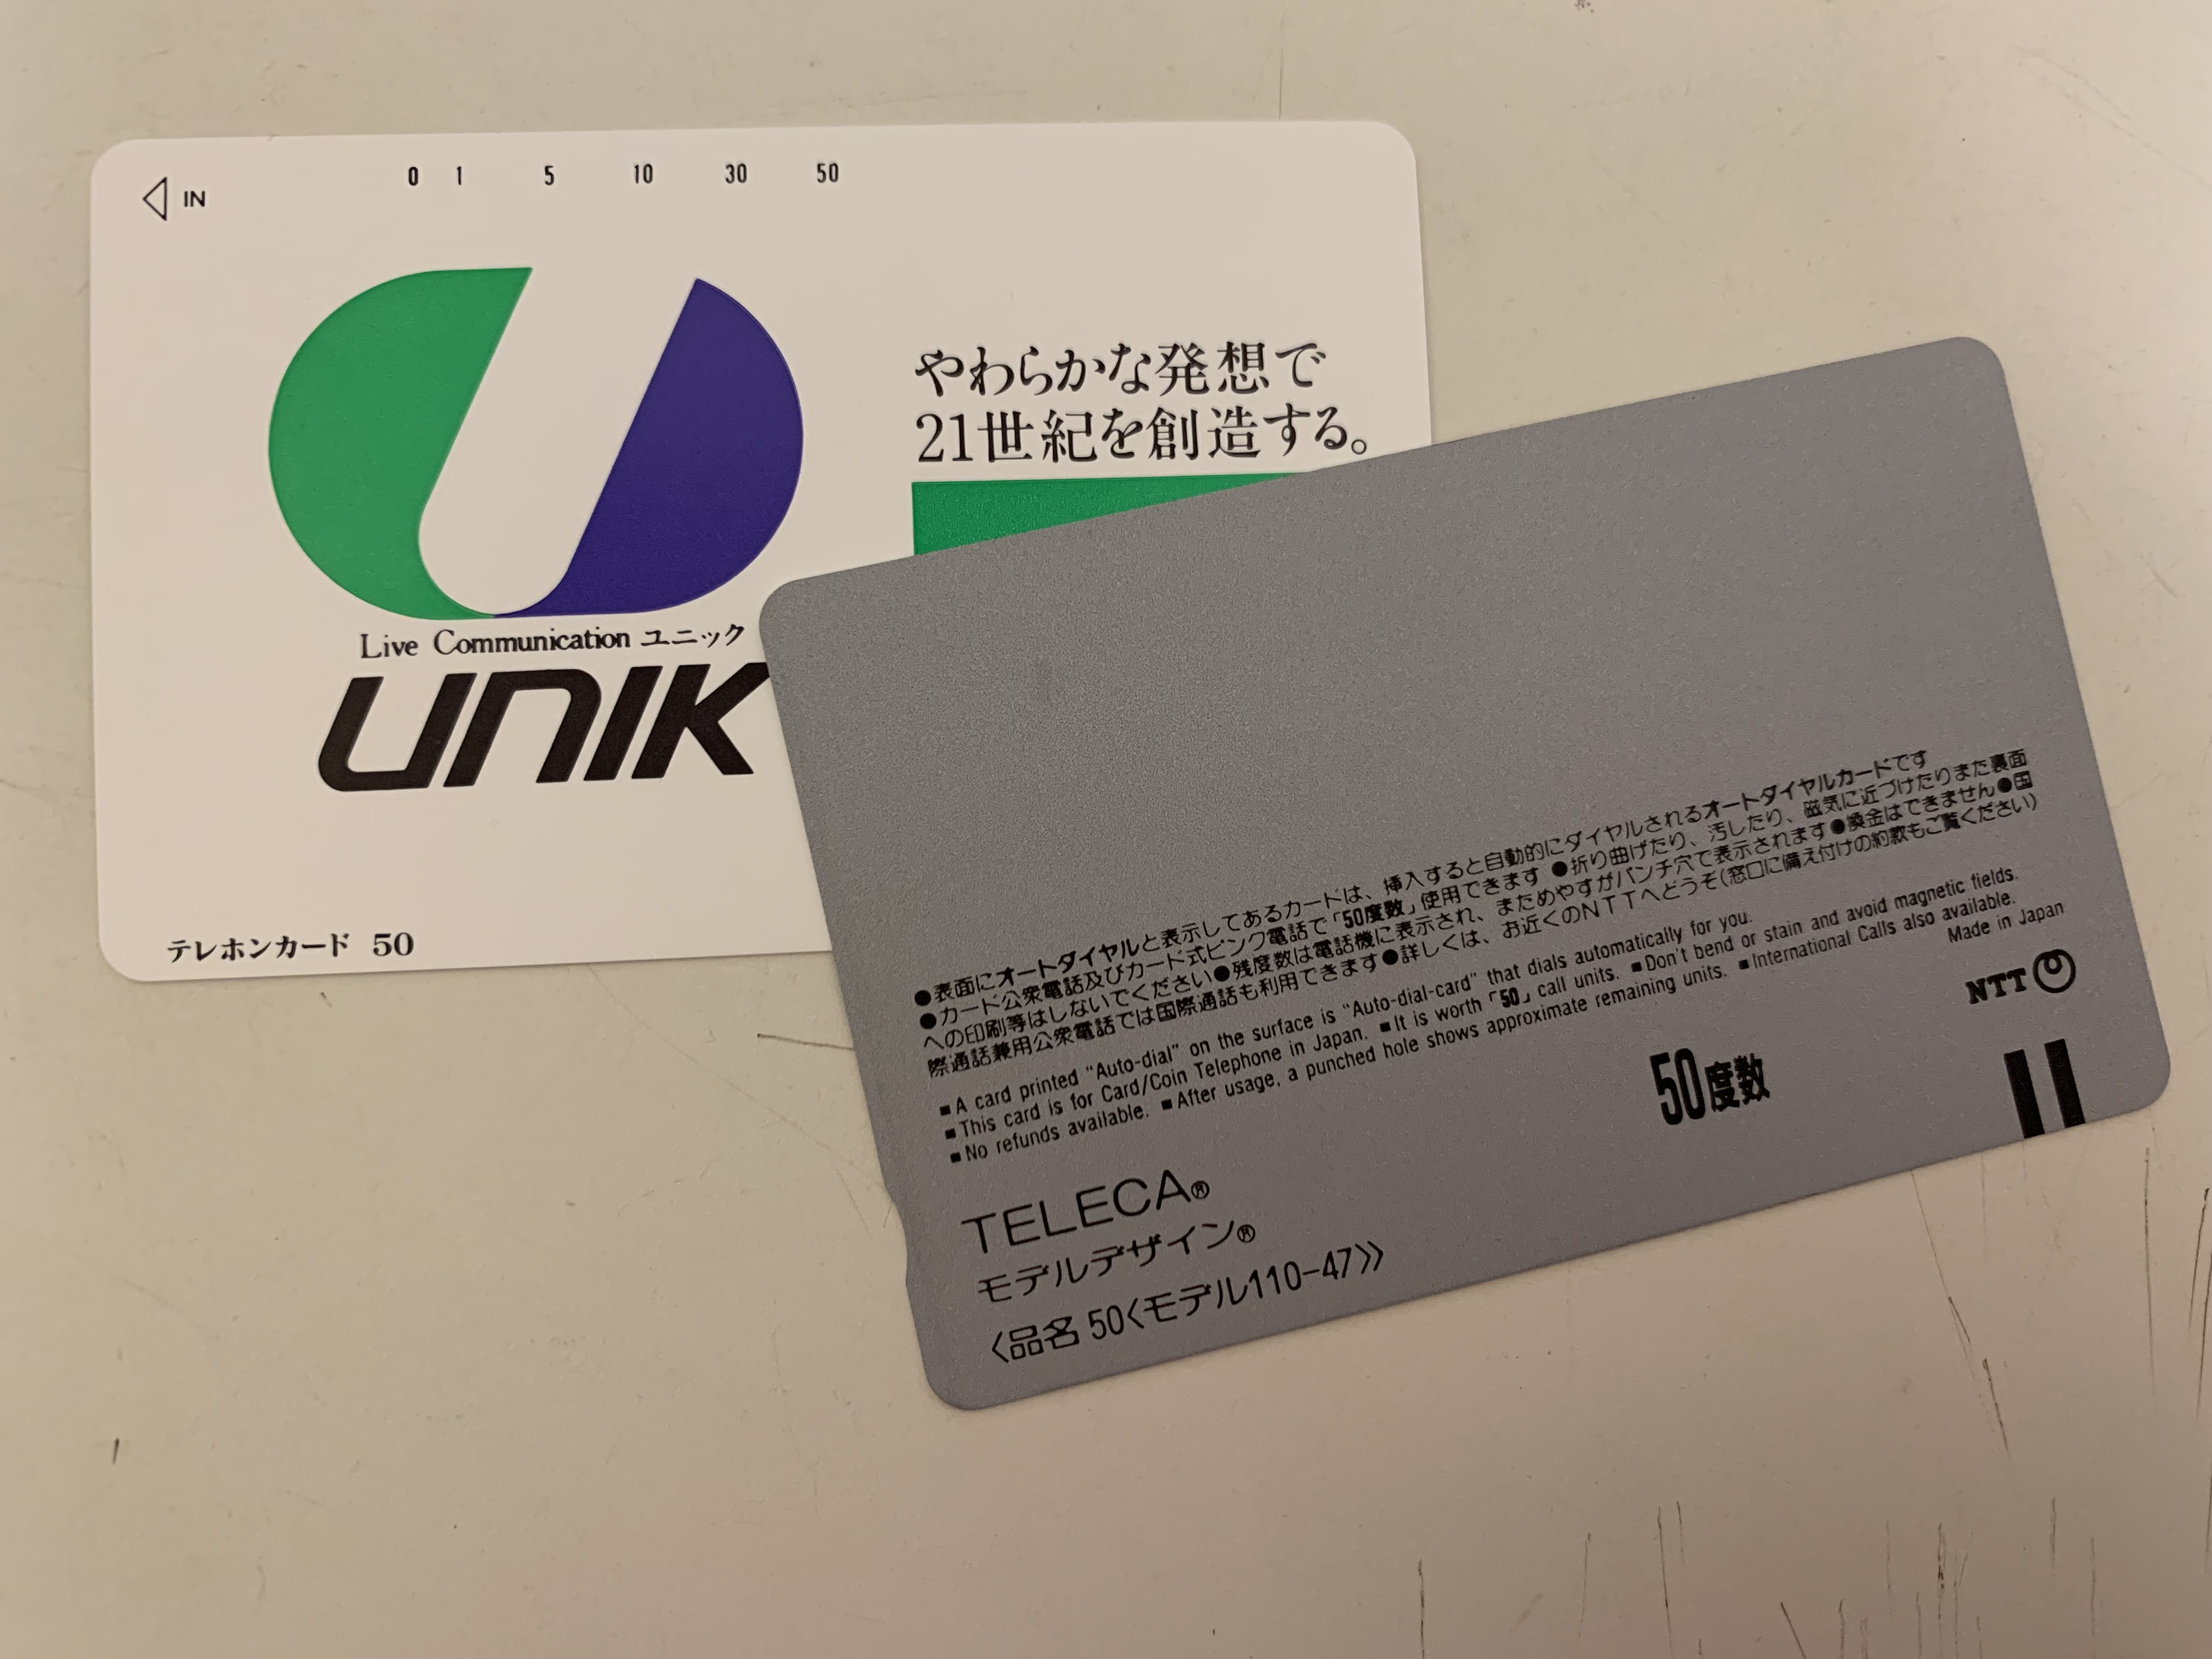 IN
0 1 5 10 30 50
やわらかな発想で
21世紀を創造する。
Live Communication ユニック
UNIK
テレホンカード 50
●表面にオートダイヤルと表示してあるカードは、挿入すると自動的にダイヤルされるオートダイヤルカードです
●カード公衆電話及びカード式ピンク電話で「50度数」使用できます ●折り曲げたり、汚したり、磁気に近づけたりまた裏面
への印刷等はしないでください●残度数は電話機に表示され、まためやすがパンチ穴で表示されます●換金はできません●国
際通話兼用公衆電話では国際通話も利用できます●詳しくは、お近くのNTTへどうぞ(窓口に備え付けの約款もご覧ください)
■A card printed “Auto-dial” on the surface is “Auto-dial-card” that dials automatically for you.
■This card is for Card/Coin Telephone in Japan. ■It is worth「50」call units. ■Don't bend or stain and avoid magnetic fields.
■No refunds available. ■After usage, a punched hole shows approximate remaining units. ■International Calls also available.
Made in Japan
NTT
50度数
TELECA®
モデルデザイン®
〈品名 50〈モデル110-47〉〉